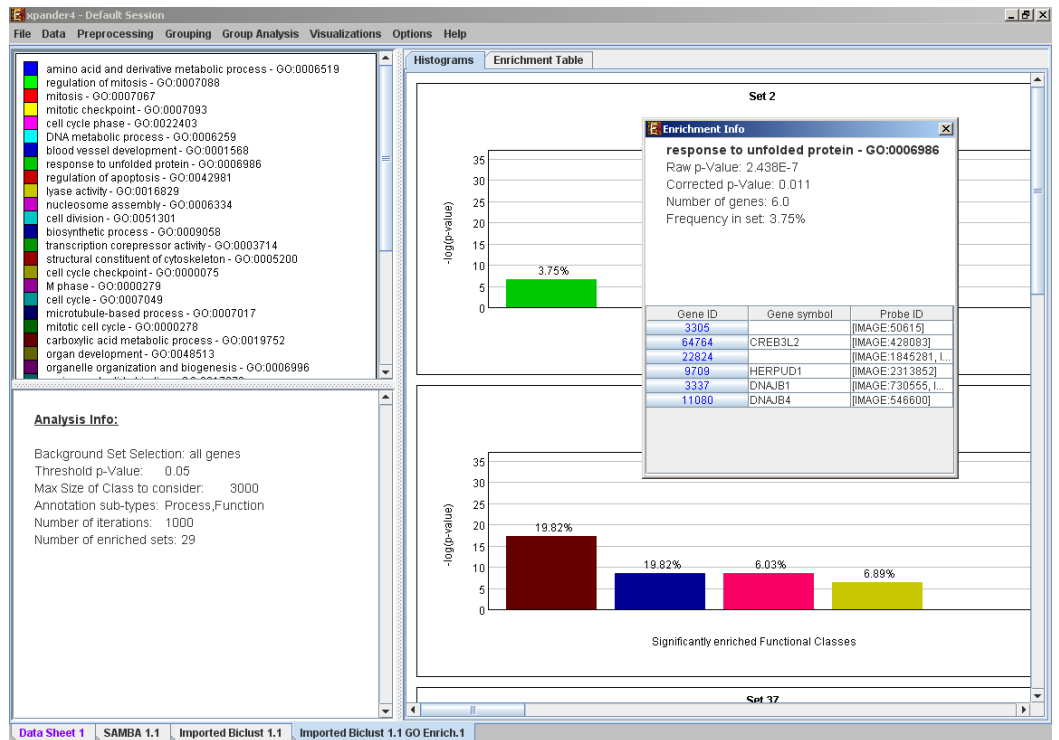 Expander4 - Default Session
File Data Preprocessing Grouping Group Analysis Visualizations Options Help
amino acid and derivative metabolic process - GO:0006519
regulation of mitosis - GO:0007088
mitosis - GO:0007067
mitotic checkpoint - GO:0007093
cell cycle phase - GO:0022403
DNA metabolic process - GO:0006259
blood vessel development - GO:0001568
response to unfolded protein - GO:0006986
regulation of apoptosis - GO:0042981
lyase activity - GO:0016829
nucleosome assembly - GO:0006334
cell division - GO:0051301
biosynthetic process - GO:0009058
transcription corepressor activity - GO:0003714
structural constituent of cytoskeleton - GO:0005200
cell cycle checkpoint - GO:0000075
M phase - GO:0000279
cell cycle - GO:0007049
microtubule-based process - GO:0007017
mitotic cell cycle - GO:0000278
carboxylic acid metabolic process - GO:0019752
organ development - GO:0048513
organelle organization and biogenesis - GO:0006996
Analysis Info:
Background Set Selection: all genes
Threshold p-Value: 0.05
Max Size of Class to consider: 3000
Annotation sub-types: Process,Function
Number of iterations: 1000
Number of enriched sets: 29
Histograms Enrichment Table
Set 2
-log(p-value)
35
30
25
20
15
10
5
0
3.75%
Enrichment Info
response to unfolded protein - GO:0006986
Raw p-Value: 2.438E-7
Corrected p-Value: 0.011
Number of genes: 6.0
Frequency in set: 3.75%
Gene ID Gene symbol Probe ID
3305 [IMAGE:50615]
64764 CREB3L2 [IMAGE:428083]
22824 [IMAGE:1845281, I...
9709 HERPUD1 [IMAGE:2313852]
3337 DNAJB1 [IMAGE:730555, I...
11080 DNAJB4 [IMAGE:546600]
-log(p-value)
35
30
25
20
15
10
5
0
19.82%
19.82%
6.03%
6.89%
Significantly enriched Functional Classes
Set 37
Data Sheet 1 SAMBA 1.1 Imported Biclust 1.1 Imported Biclust 1.1 GO Enrich.1